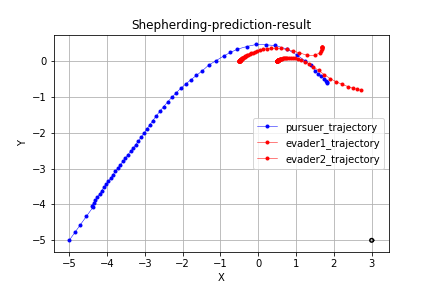 Shepherding-prediction-result
0
−1
−2
−3
−4
−5
Y
pursuer_trajectory
evader1_trajectory
evader2_trajectory
−5 −4 −3 −2 −1 0 1 2 3
X